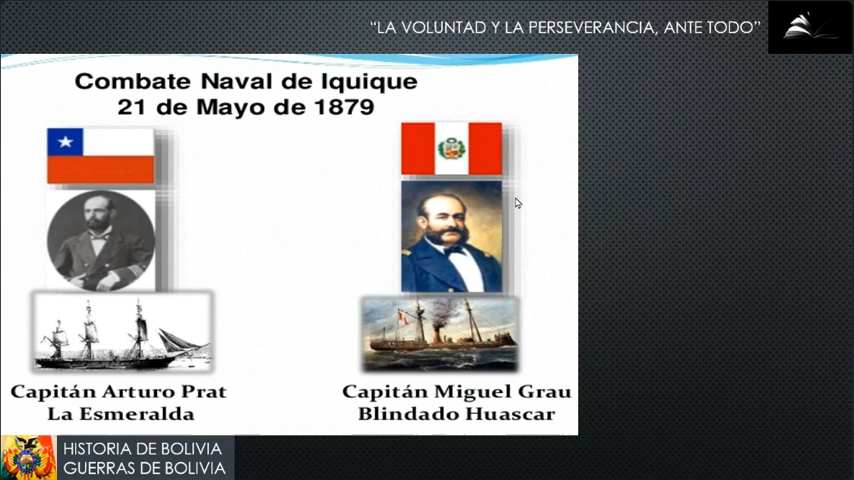 “LA VOLUNTAD Y LA PERSEVERANCIA, ANTE TODO”
Combate Naval de Iquique
21 de Mayo de 1879
Capitán Arturo Prat
La Esmeralda
Capitán Miguel Grau
Blindado Huascar
HISTORIA DE BOLIVIA
GUERRAS DE BOLIVIA